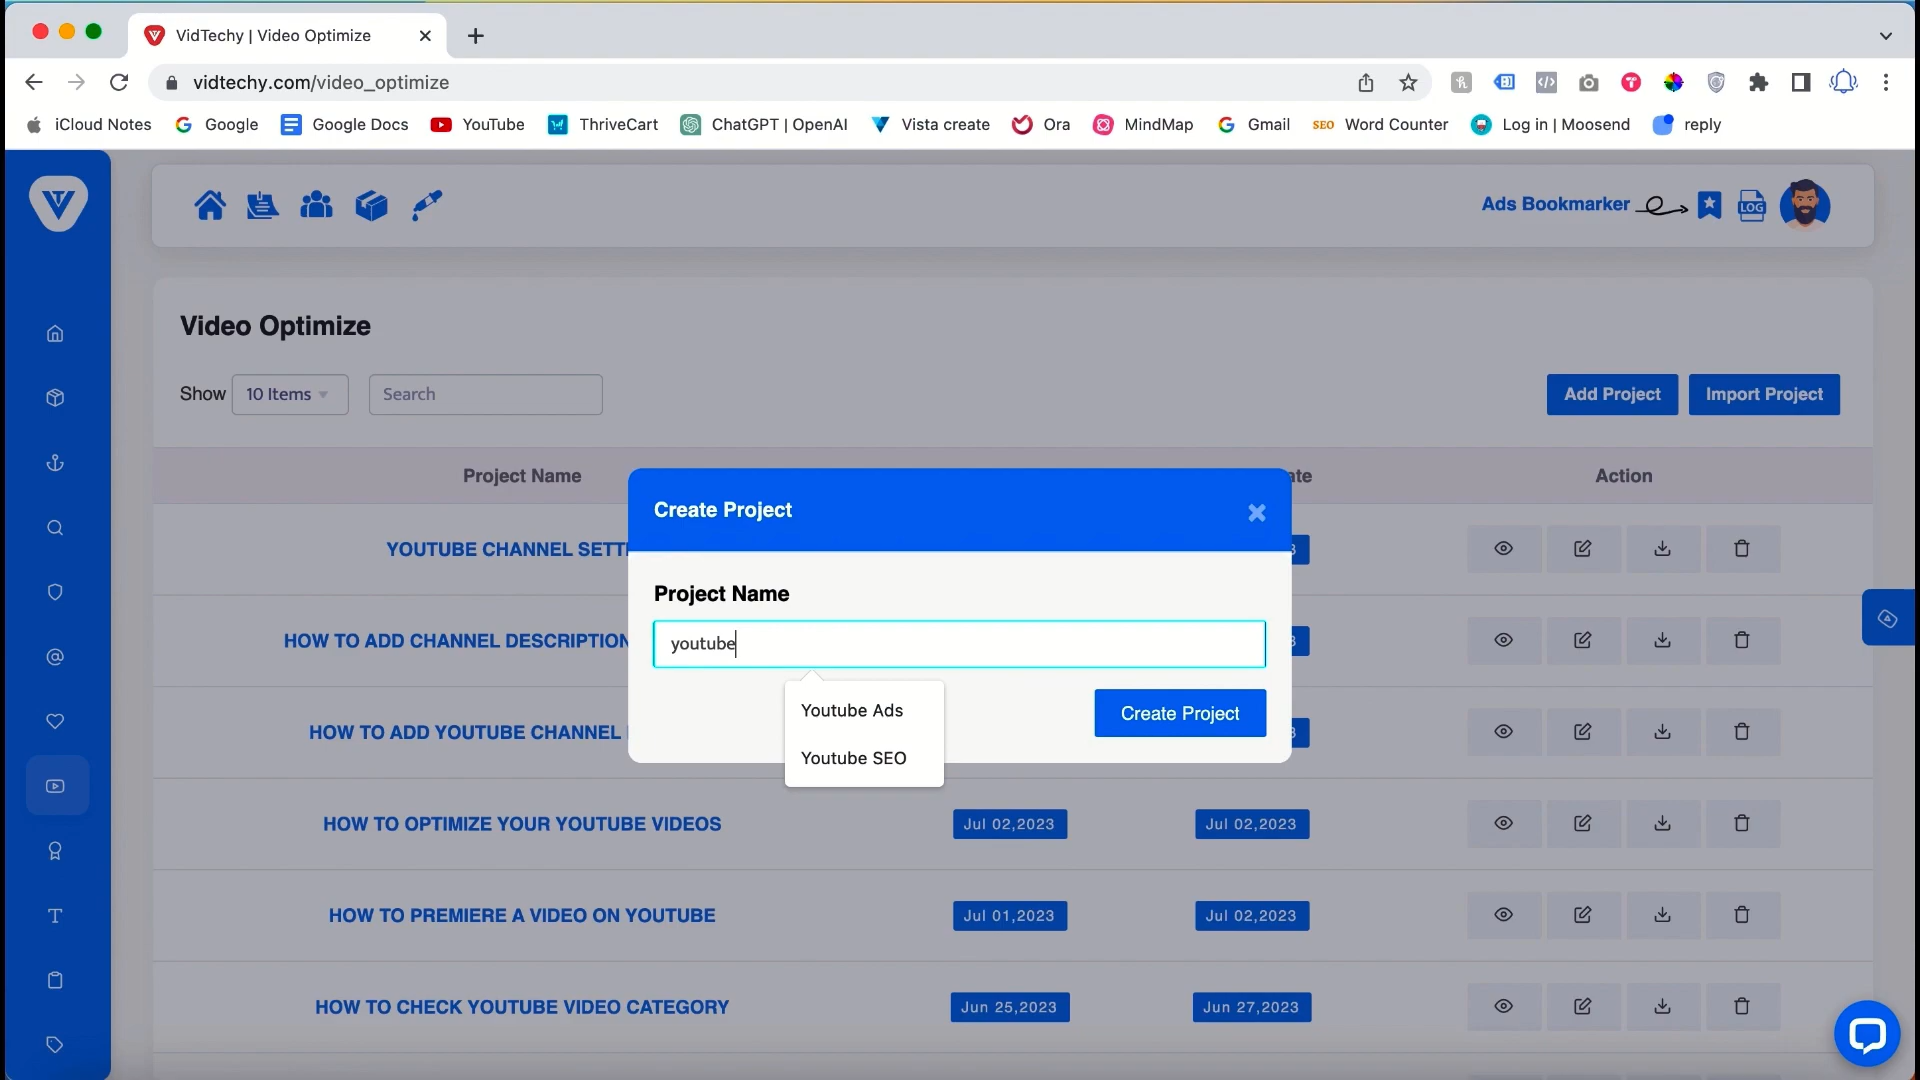 VidTechy | Video Optimize
vidtechy.com/video_optimize
iCloud Notes
Google
Google Docs
YouTube
ThriveCart
ChatGPT | OpenAI
Vista create
Ora
MindMap
Gmail
SEO Word Counter
Log in | Moosend
reply
Ads Bookmarker
LOG
Video Optimize
Show
10 Items
Search
Add Project
Import Project
Project Name
Action
Create Project
YOUTUBE CHANNEL
Project Name
youtube
HOW TO ADD CHANNEL DESCRIPTION
Youtube Ads
Create Project
HOW TO ADD YOUTUBE CHANNEL
Youtube SEO
HOW TO OPTIMIZE YOUR YOUTUBE VIDEOS
Jul 02,2023
Jul 02,2023
HOW TO PREMIERE A VIDEO ON YOUTUBE
Jul 01,2023
Jul 02,2023
HOW TO CHECK YOUTUBE VIDEO CATEGORY
Jun 25,2023
Jun 27,2023